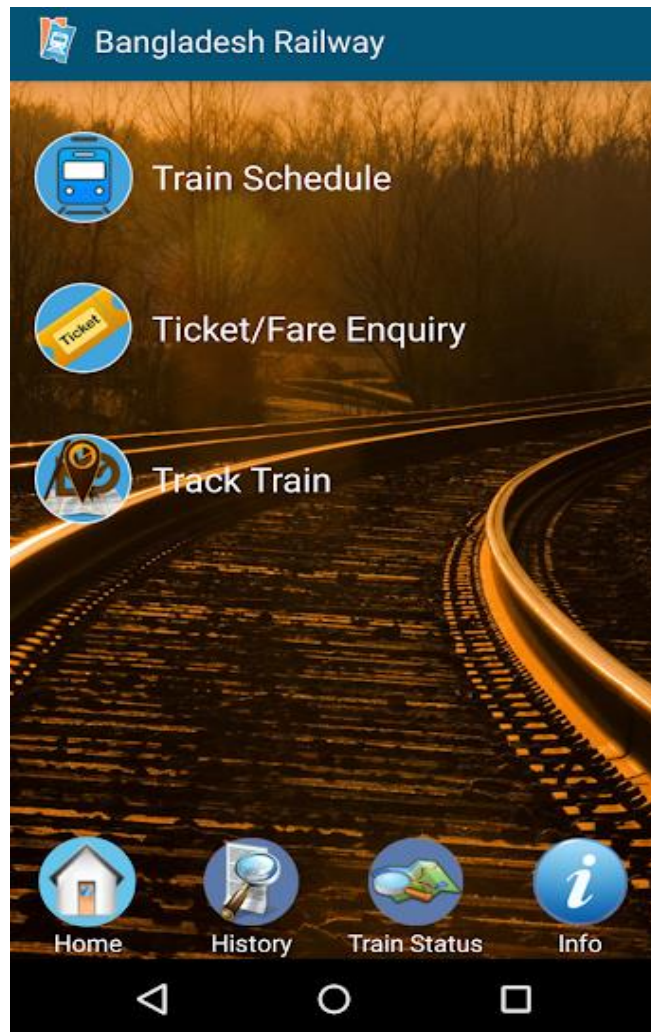 Bangladesh Railway
Train Schedule
Ticket
Ticket/Fare Enquiry
Track Train
i
Home
History
Train Status
Info